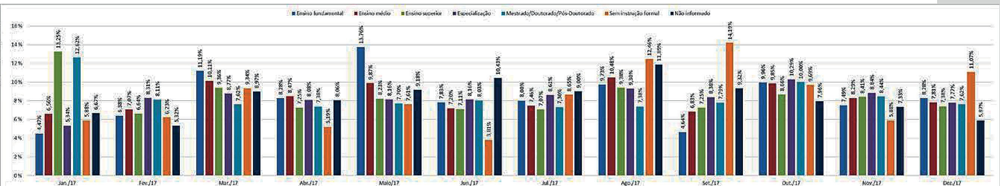 Ensino fundamental Ensino médio Ensino superior Especialização Mestrado/Doutorado/Pós-Doutorado Sem instrução formal Não informado
16%
14%
12%
10%
8%
6%
4%
2%
0%
4,47% 6,56% 13,25% 5,34% 12,62% 5,88% 6,67%
6,38% 7,07% 6,64% 8,31% 8,11% 6,23% 5,32%
11,19% 10,11% 9,36% 8,77% 7,62% 9,34% 8,97%
8,28% 8,47% 7,25% 8,08% 7,38% 5,19% 8,06%
13,76% 9,87% 8,23% 8,16% 7,70% 7,61% 9,18%
7,83% 7,20% 7,11% 8,16% 8,03% 3,81% 10,43%
8,00% 7,46% 7,07% 8,61% 7,30% 8,65% 9,00%
9,73% 10,48% 9,38% 9,30% 7,38% 12,46% 11,89%
4,64% 6,83% 7,25% 8,38% 7,79% 14,19% 9,32%
9,96% 9,85% 8,66% 10,29% 10,00% 9,69% 7,96%
7,49% 8,29% 8,41% 8,84% 8,44% 5,88% 7,33%
8,28% 7,81% 7,38% 7,77% 7,62% 11,07% 5,87%
Jan./17 Fev./17 Mar./17 Abr./17 Maio/17 Jun./17 Jul./17 Ago./17 Set./17 Out./17 Nov./17 Dez./17